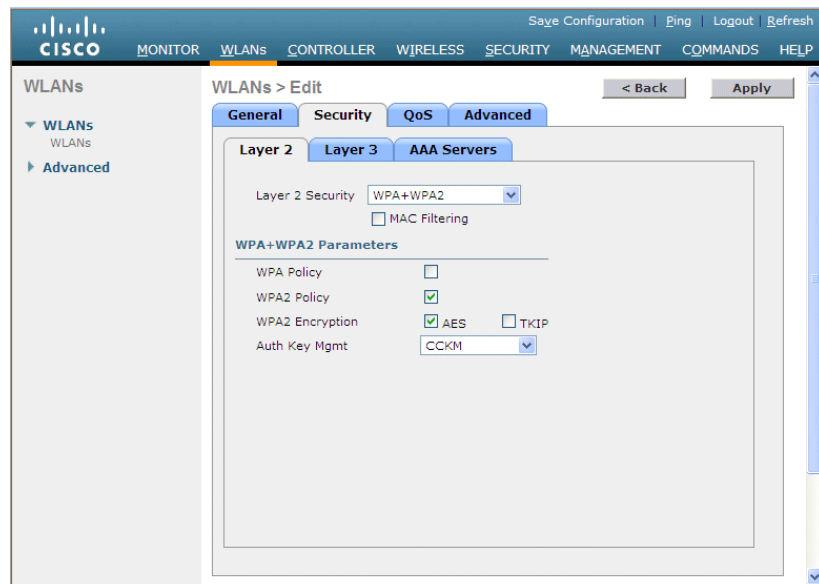 Save Configuration | Ping | Logout | Refresh
CISCO
MONITOR WLANs CONTROLLER WIRELESS SECURITY MANAGEMENT COMMANDS HELP
WLANs
WLANs > Edit
< Back
Apply
WLANs
WLANs
Advanced
General Security QoS Advanced
Layer 2 Layer 3 AAA Servers
Layer 2 Security WPA+WPA2
MAC Filtering
WPA+WPA2 Parameters
WPA Policy
WPA2 Policy
WPA2 Encryption AES TKIP
Auth Key Mgmt CCKM